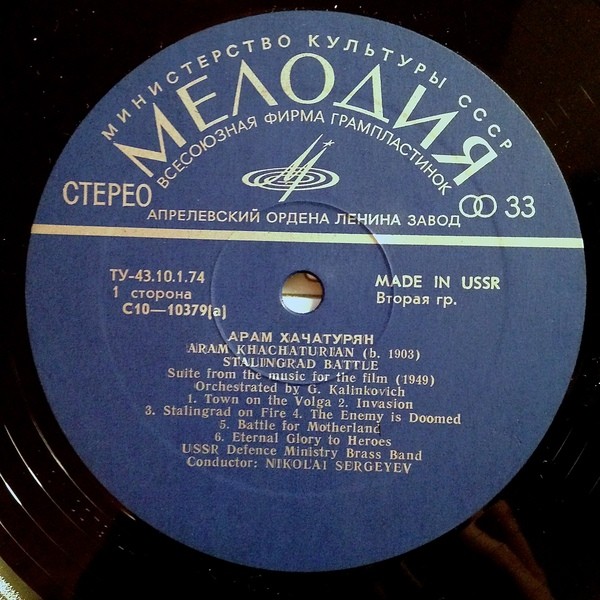 МИНИСТЕРСТВО КУЛЬТУРЫ СССР
МЕЛОДИЯ
ВСЕСОЮЗНАЯ ФИРМА ГРАМПЛАСТИНОК
СТЕРЕО
33
АПРЕЛЕВСКИЙ ОРДЕНА ЛЕНИНА ЗАВОД
ТУ-43.10.1.74
MADE IN USSR
1 сторона
Вторая гр.
С10—10379(а)
АРАМ ХАЧАТУРЯН
ARAM KHACHATURIAN (b. 1903)
STALINGRAD BATTLE
Suite from the music for the film (1949)
Orchestrated by G. Kalinkovich
1. Town on the Volga 2. Invasion
3. Stalingrad on Fire 4. The Enemy is Doomed
5. Battle for Motherland
6. Eternal Glory to Heroes
USSR Defence Ministry Brass Band
Conductor: NIKOLAI SERGEYEV